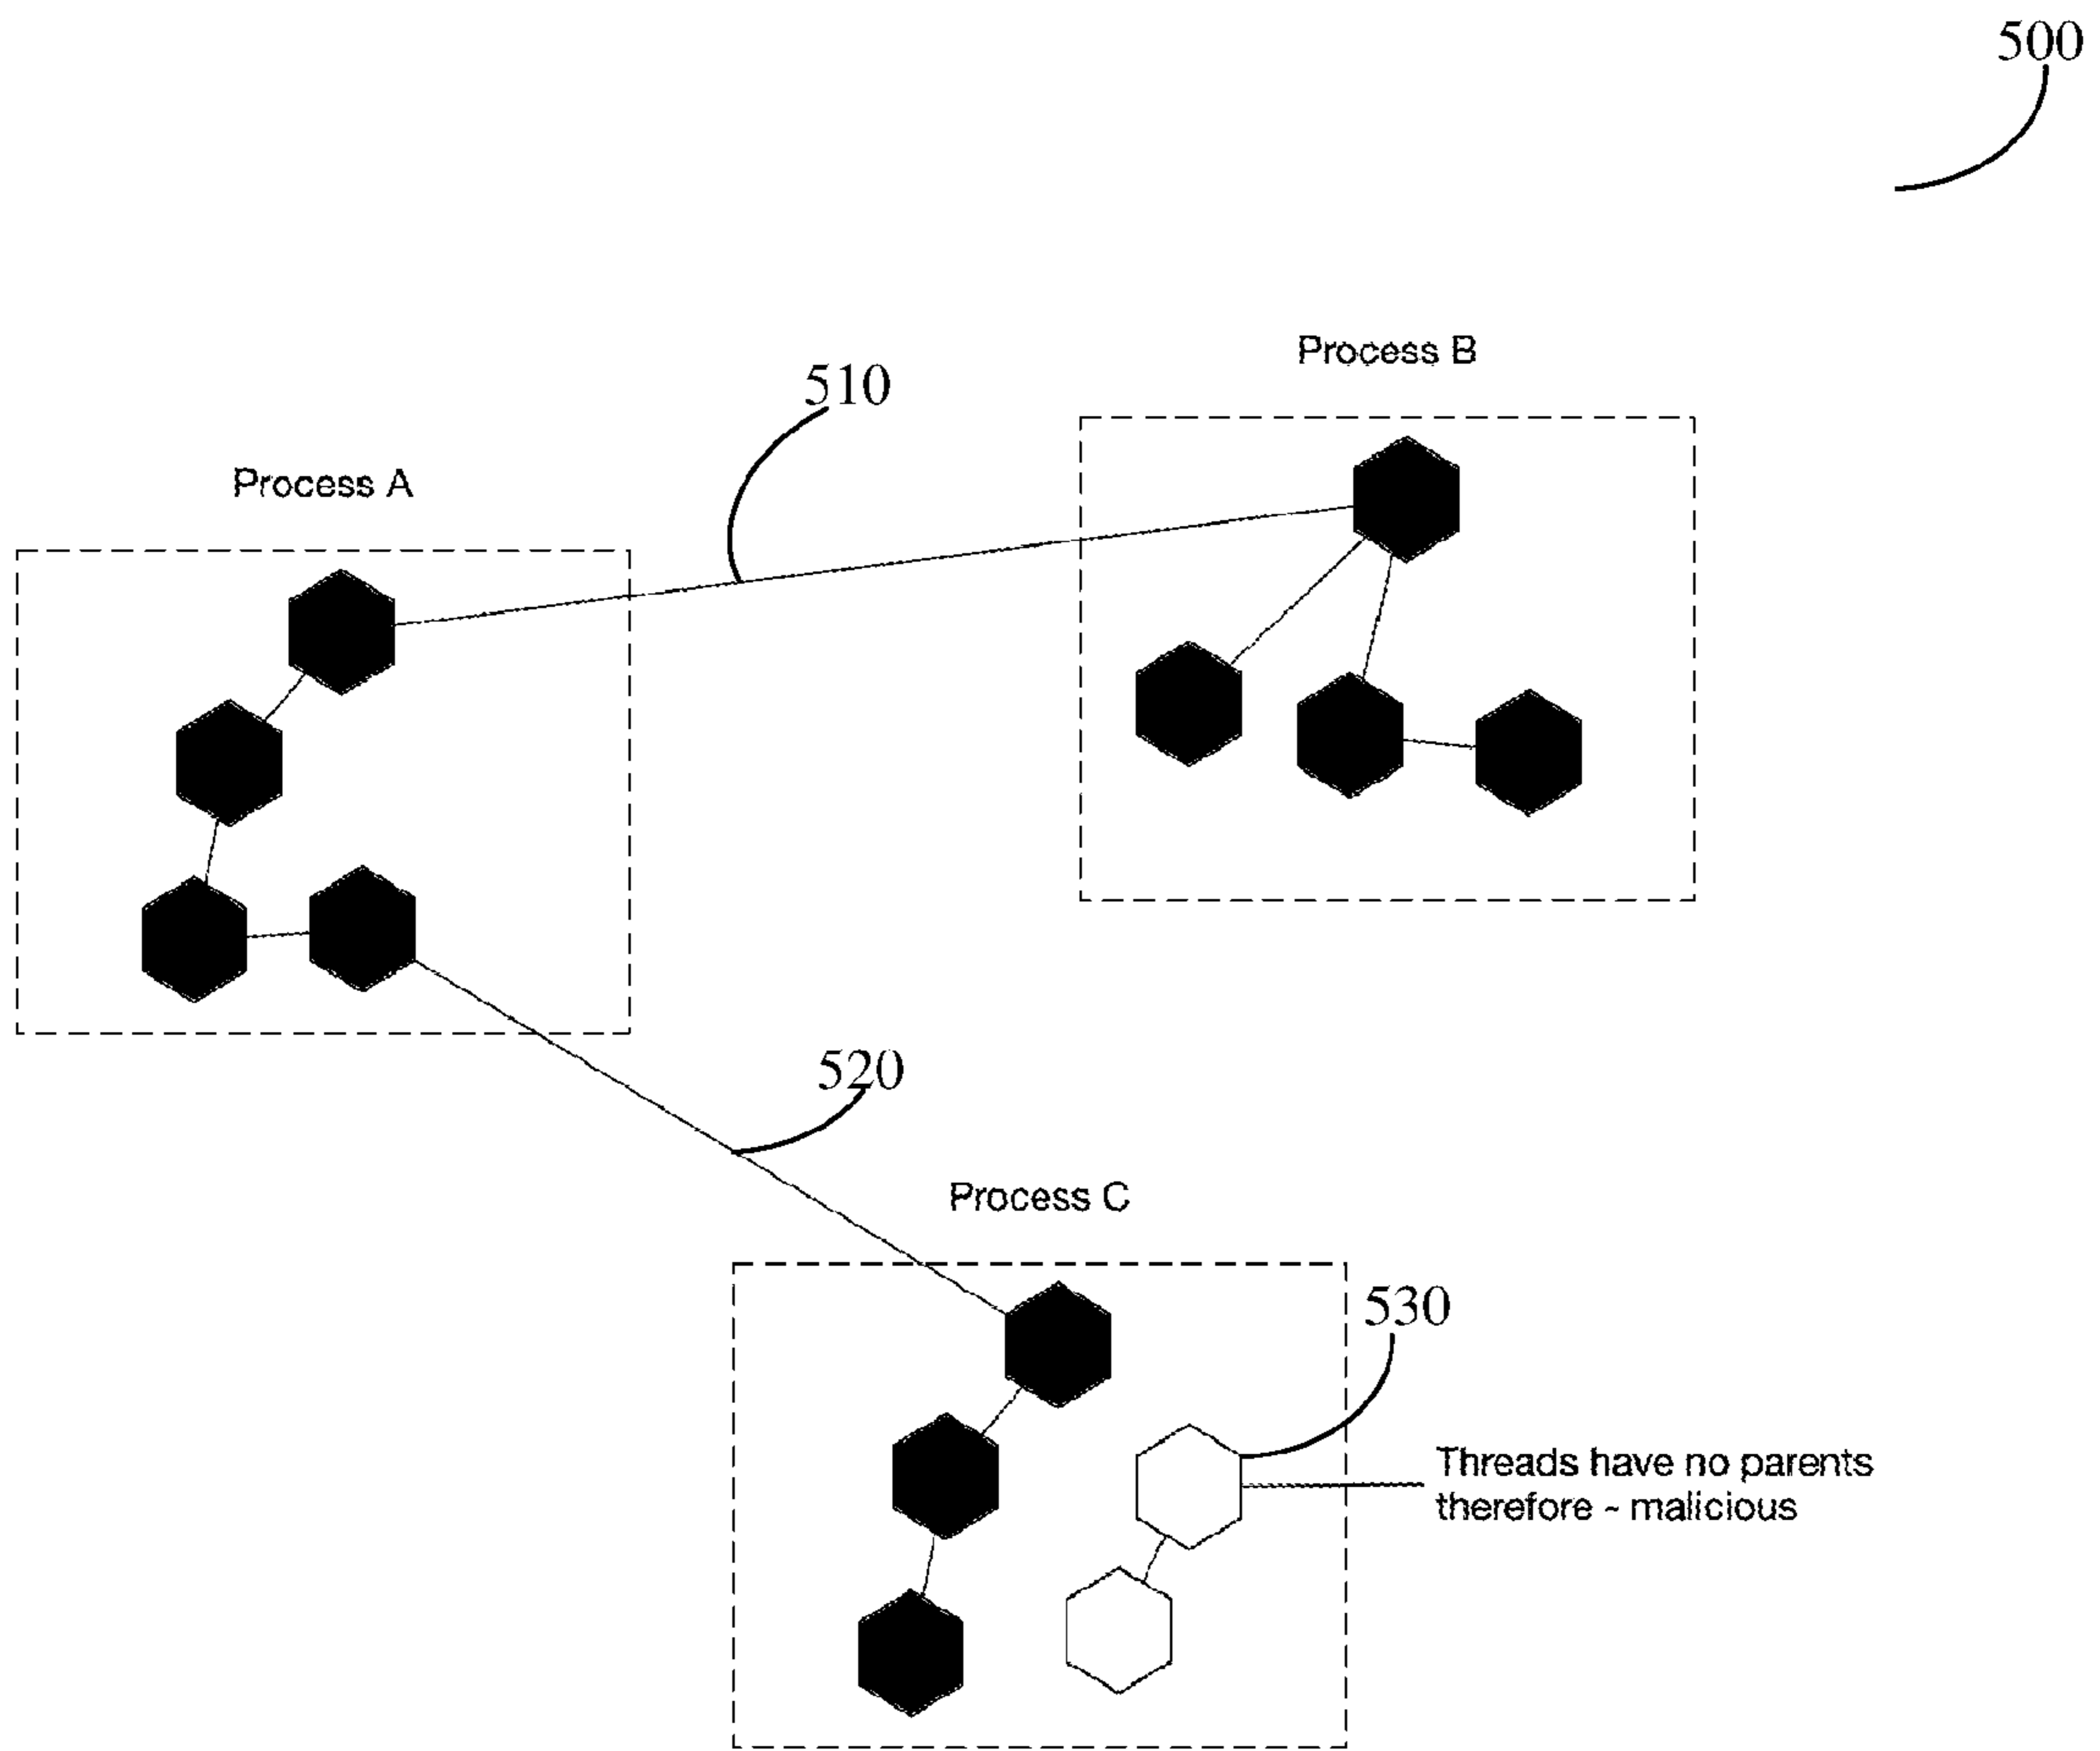 500
Process B
510
Process A
520
Process C
530
Threads have no parents
therefore - malicious